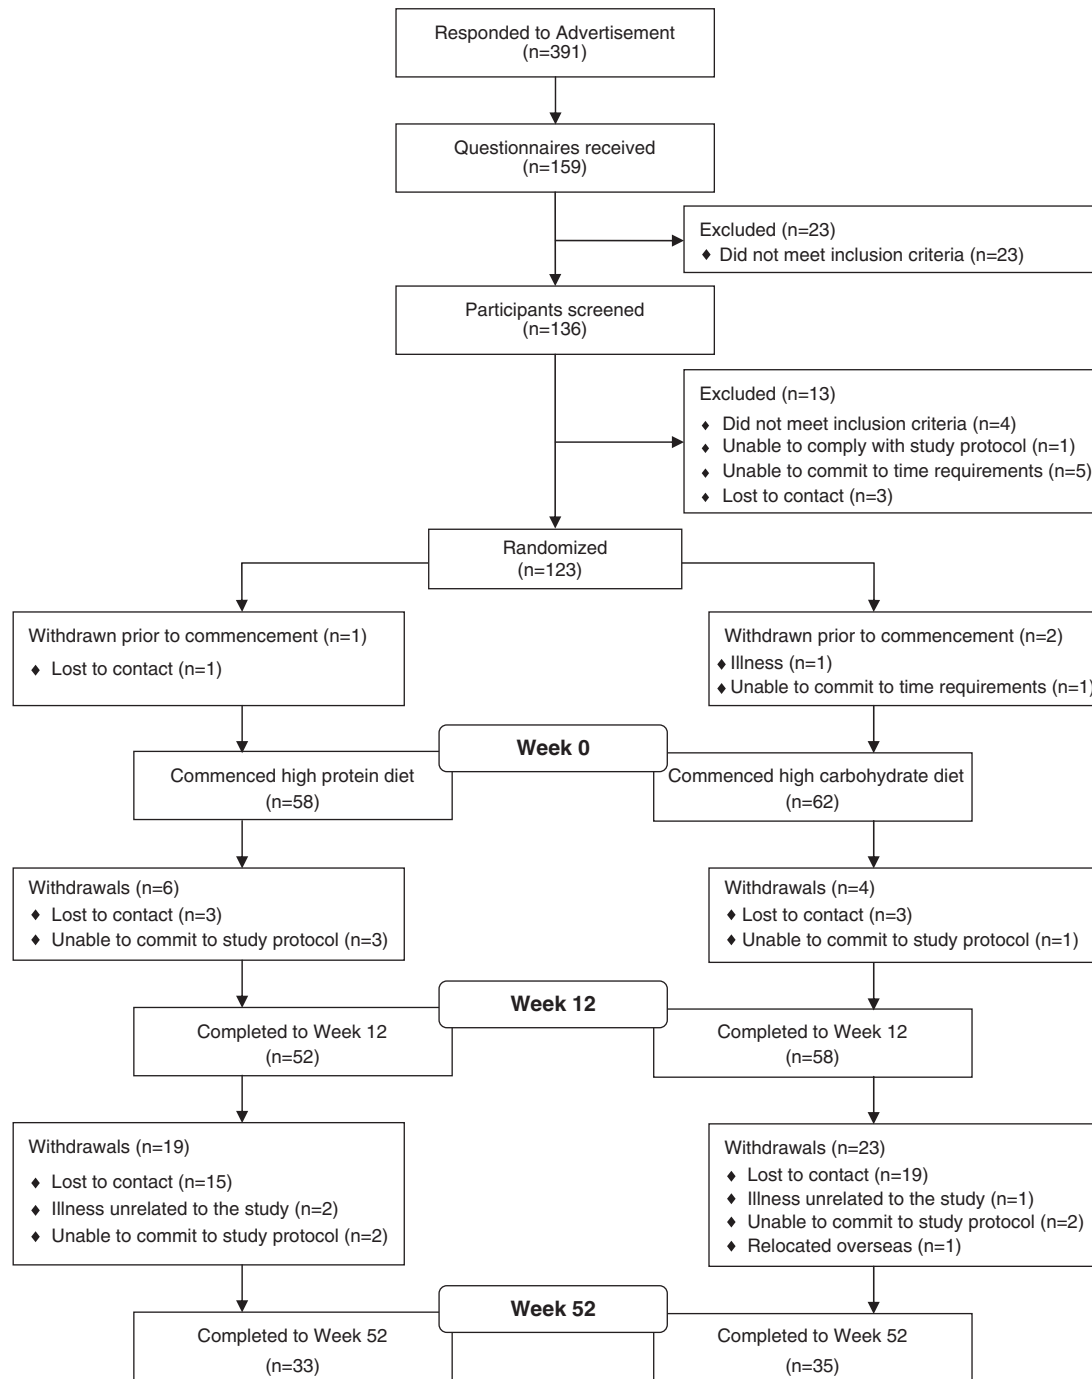 Responded to Advertisement
(n=391)
Questionnaires received
(n=159)
Excluded (n=23)
♦ Did not meet inclusion criteria (n=23)
Participants screened
(n=136)
Excluded (n=13)
♦ Did not meet inclusion criteria (n=4)
♦ Unable to comply with study protocol (n=1)
♦ Unable to commit to time requirements (n=5)
♦ Lost to contact (n=3)
Randomized
(n=123)
Withdrawn prior to commencement (n=1)
♦ Lost to contact (n=1)
Withdrawn prior to commencement (n=2)
♦ Illness (n=1)
♦ Unable to commit to time requirements (n=1)
Week 0
Commenced high protein diet
(n=58)
Commenced high carbohydrate diet
(n=62)
Withdrawals (n=6)
♦ Lost to contact (n=3)
♦ Unable to commit to study protocol (n=3)
Withdrawals (n=4)
♦ Lost to contact (n=3)
♦ Unable to commit to study protocol (n=1)
Week 12
Completed to Week 12
(n=52)
Completed to Week 12
(n=58)
Withdrawals (n=19)
♦ Lost to contact (n=15)
♦ Illness unrelated to the study (n=2)
♦ Unable to commit to study protocol (n=2)
Withdrawals (n=23)
♦ Lost to contact (n=19)
♦ Illness unrelated to the study (n=1)
♦ Unable to commit to study protocol (n=2)
♦ Relocated overseas (n=1)
Week 52
Completed to Week 52
(n=33)
Completed to Week 52
(n=35)